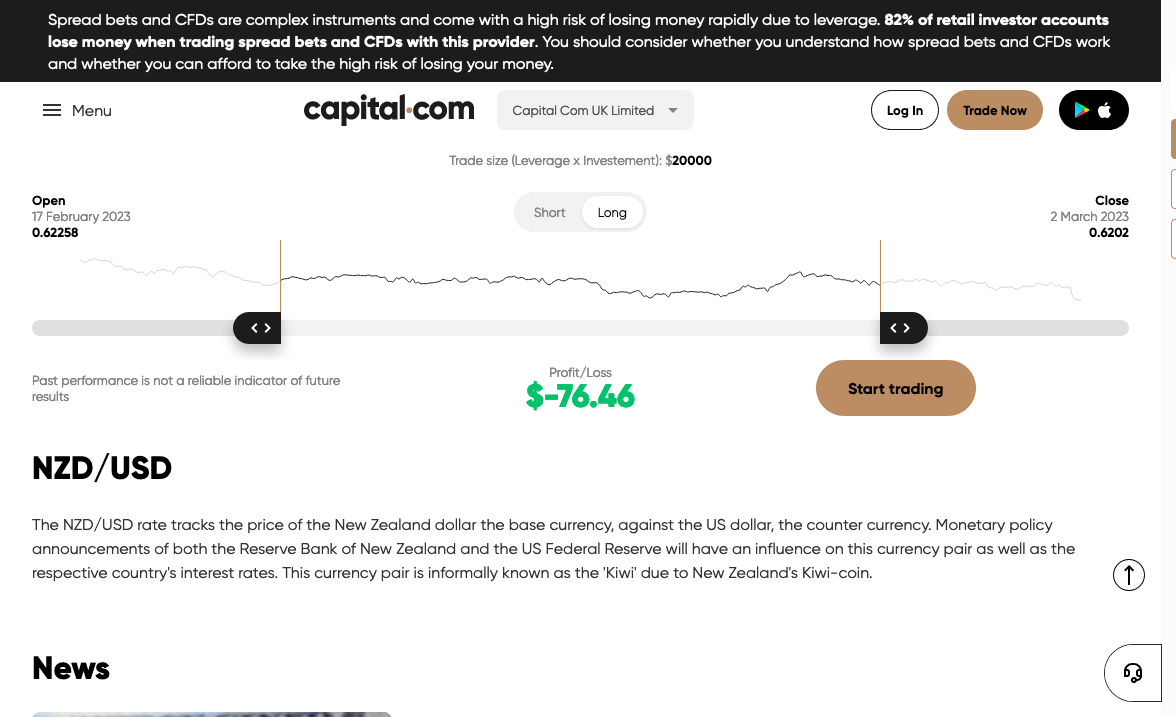 Spread bets and CFDs are complex instruments and come with a high risk of losing money rapidly due to leverage. 82% of retail investor accounts
lose money when trading spread bets and CFDs with this provider. You should consider whether you understand how spread bets and CFDs work
and whether you can afford to take the high risk of losing your money.
Menu
capital.com
Capital Com UK Limited
Log In
Trade Now
Trade size (Leverage x Investement): $20000
Open
17 February 2023
0.62258
Short
Long
Close
2 March 2023
0.6202
Past performance is not a reliable indicator of future
results
Profit/Loss
$-76.46
Start trading
NZD/USD
The NZD/USD rate tracks the price of the New Zealand dollar the base currency, against the US dollar, the counter currency. Monetary policy
announcements of both the Reserve Bank of New Zealand and the US Federal Reserve will have an influence on this currency pair as well as the
respective country's interest rates. This currency pair is informally known as the 'Kiwi' due to New Zealand's Kiwi-coin.
News